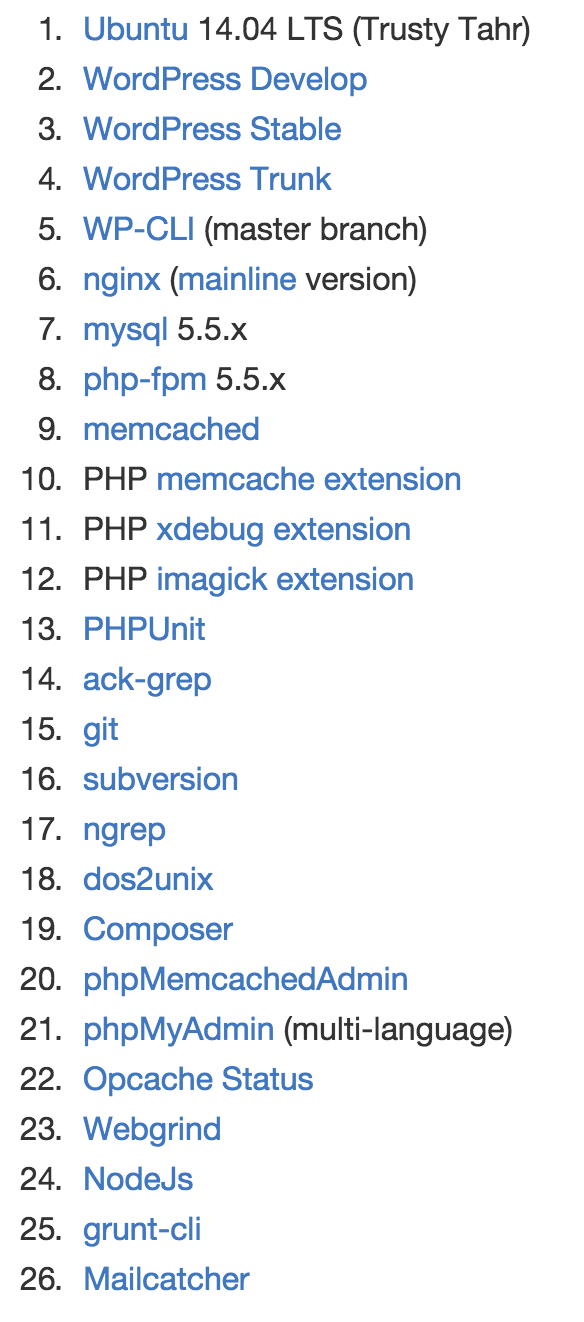 1. Ubuntu 14.04 LTS (Trusty Tahr)
2. WordPress Develop
3. WordPress Stable
4. WordPress Trunk
5. WP-CLI (master branch)
6. nginx (mainline version)
7. mysql 5.5.x
8. php-fpm 5.5.x
9. memcached
10. PHP memcache extension
11. PHP xdebug extension
12. PHP imagick extension
13. PHPUnit
14. ack-grep
15. git
16. subversion
17. ngrep
18. dos2unix
19. Composer
20. phpMemcachedAdmin
21. phpMyAdmin (multi-language)
22. Opcache Status
23. Webgrind
24. NodeJs
25. grunt-cli
26. Mailcatcher